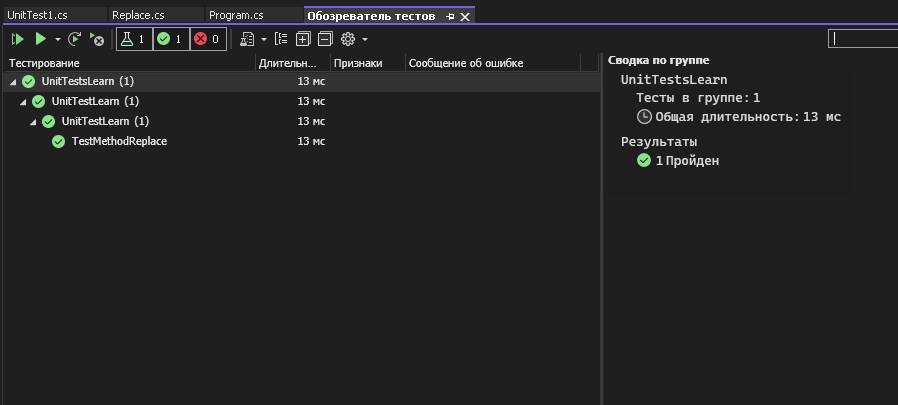 UnitTest1.cs Replace.cs Program.cs Обозреватель тестов
1 1 0
Тестирование Длительн... Признаки Сообщение об ошибке
UnitTestsLearn (1) 13 мс
UnitTestLearn (1) 13 мс
UnitTestLearn (1) 13 мс
TestMethodReplace 13 мс
Сводка по группе
UnitTestsLearn
Тесты в группе: 1
Общая длительность: 13 мс
Результаты
1 Пройден